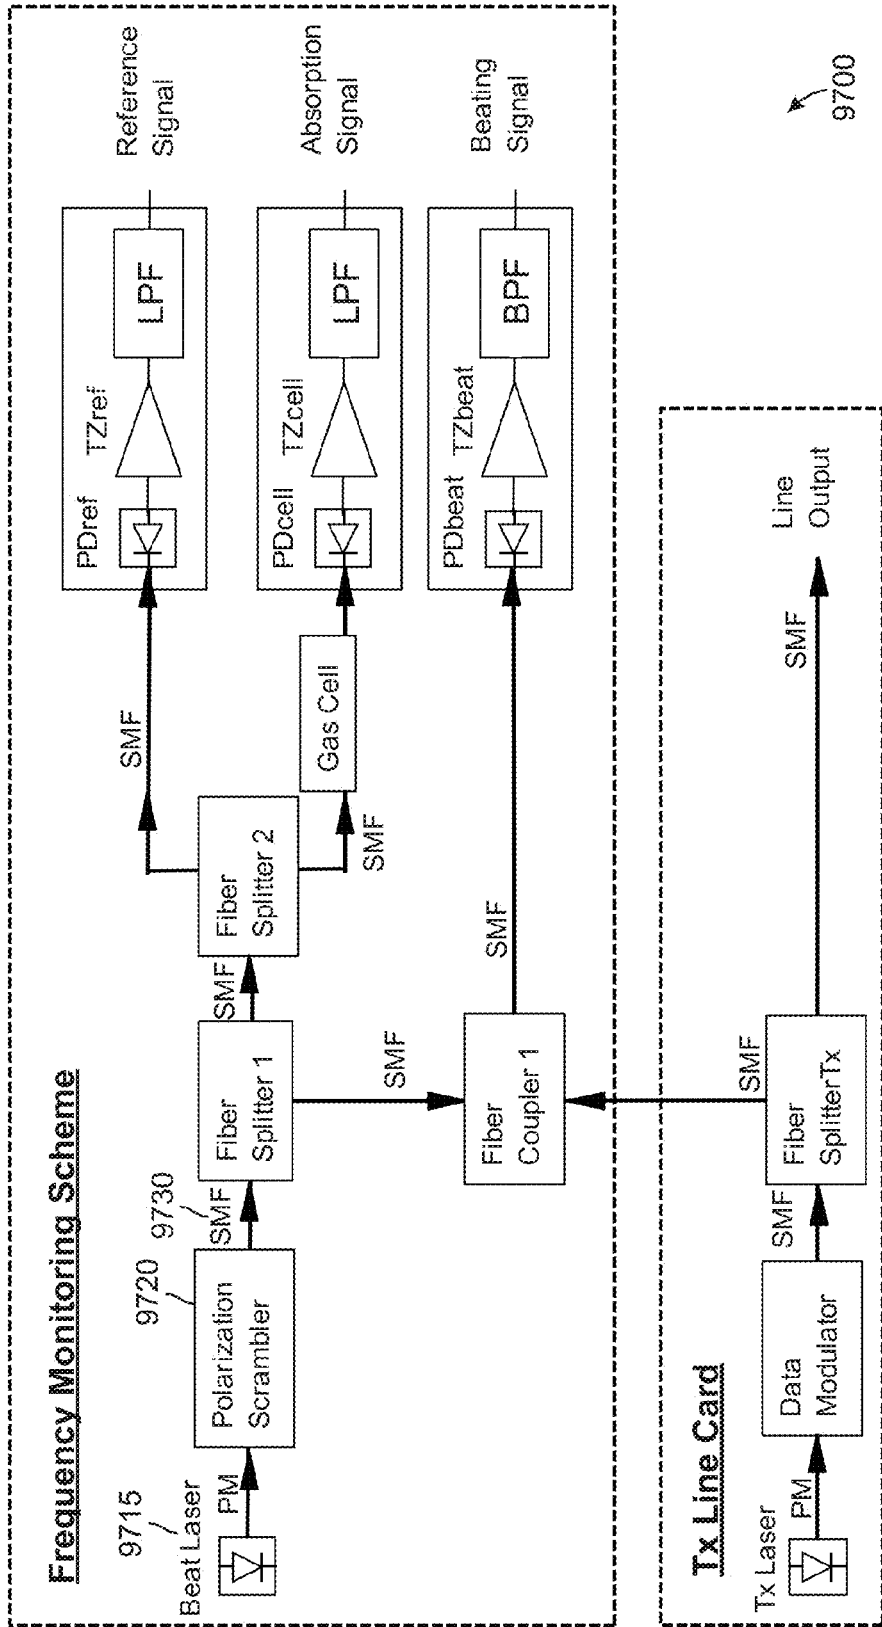 Frequency Monitoring Scheme
9715
Beat Laser
PM
9720
Polarization
Scrambler
9730
SMF
Fiber
Splitter 1
SMF
Fiber
Splitter 2
SMF
PDref
TZref
LPF
Reference
Signal
SMF
Gas Cell
PDcell
TZcell
LPF
Absorption
Signal
SMF
Fiber
Coupler 1
SMF
PDbeat
TZbeat
BPF
Beating
Signal
Tx Line Card
Tx Laser
PM
Data
Modulator
SMF
Fiber
SplitterTx
SMF
SMF
Line
Output
9700